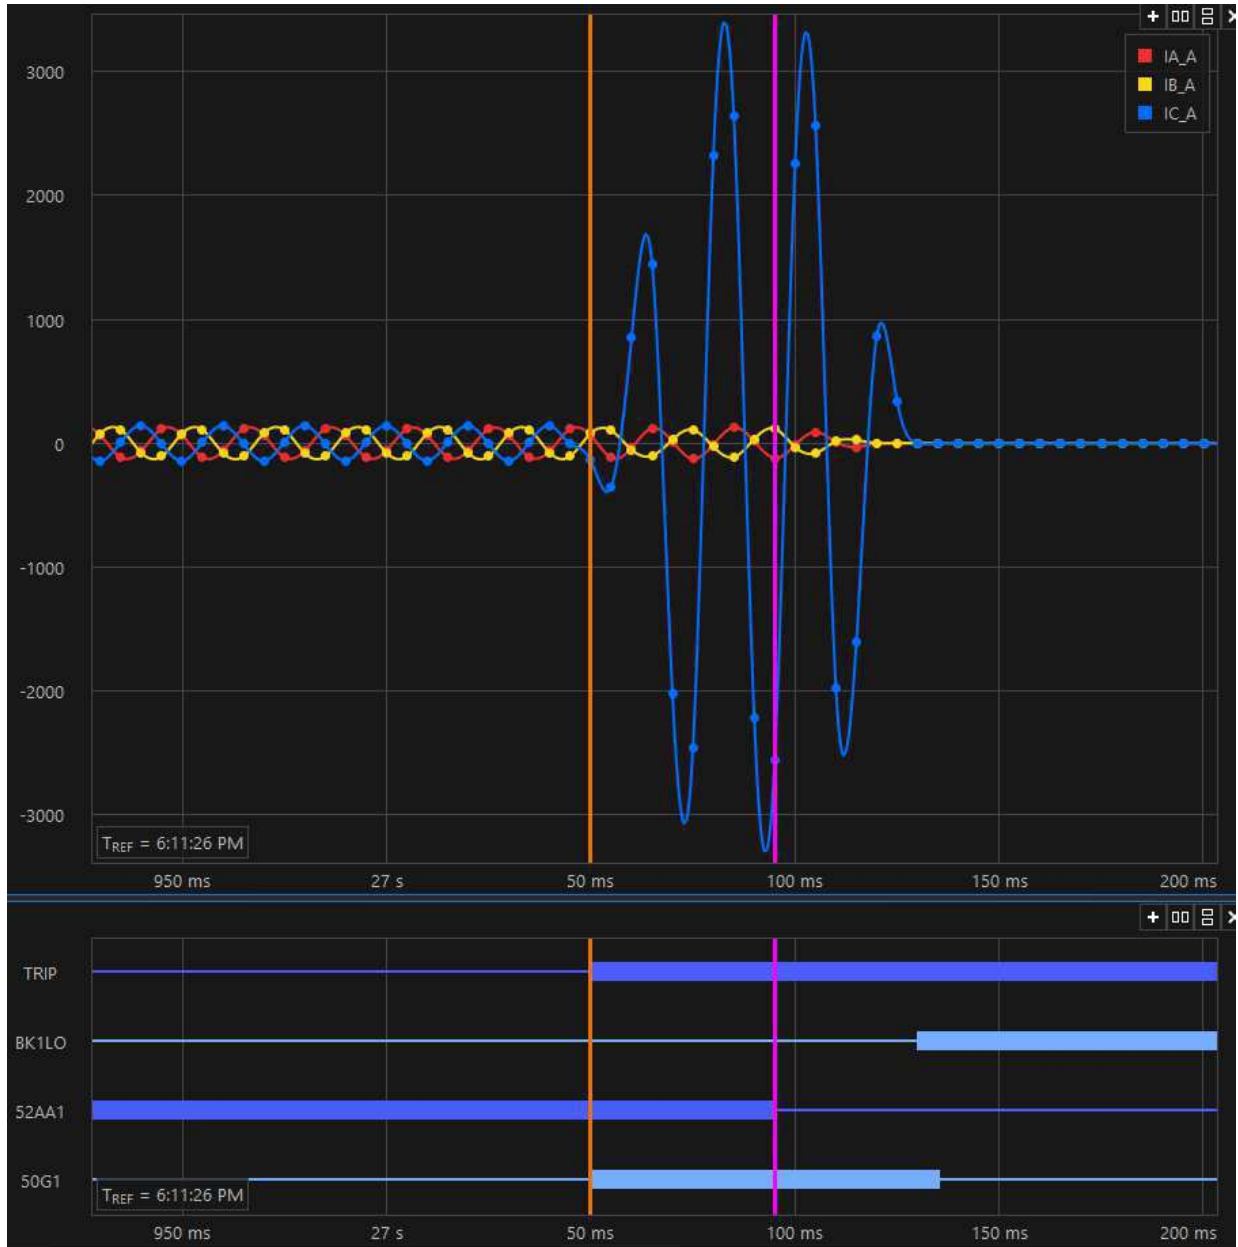 IA_A
IB_A
IC_A
3000
2000
1000
0
-1000
-2000
-3000
TREF = 6:11:26 PM
950 ms
27 s
50 ms
100 ms
150 ms
200 ms
TRIP
BK1LO
52AA1
50G1
TREF = 6:11:26 PM
950 ms
27 s
50 ms
100 ms
150 ms
200 ms